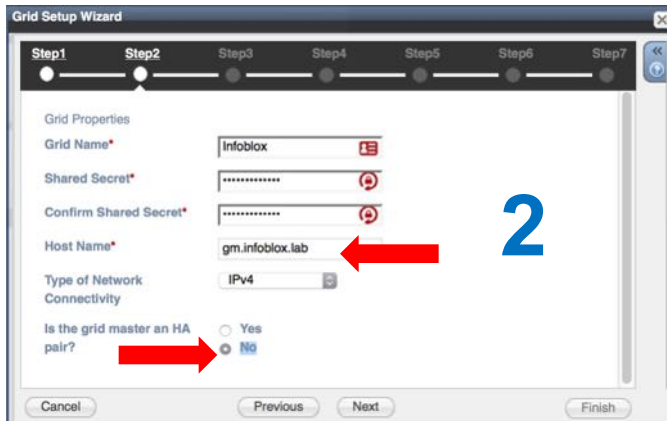 Grid Setup Wizard
Step1 Step2 Step3 Step4 Step5 Step6 Step7
Grid Properties
Grid Name* Infoblox
Shared Secret* •••••••••••••
Confirm Shared Secret* •••••••••••••
Host Name* gm.infoblox.lab
Type of Network IPv4
Connectivity
Is the grid master an HA Yes
pair? No
2
Cancel Previous Next Finish